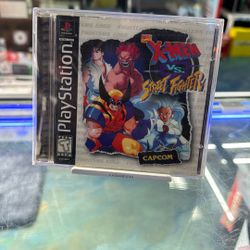 PlayStation
X-MEN
VS.
STREET FIGHTER
CAPCOM